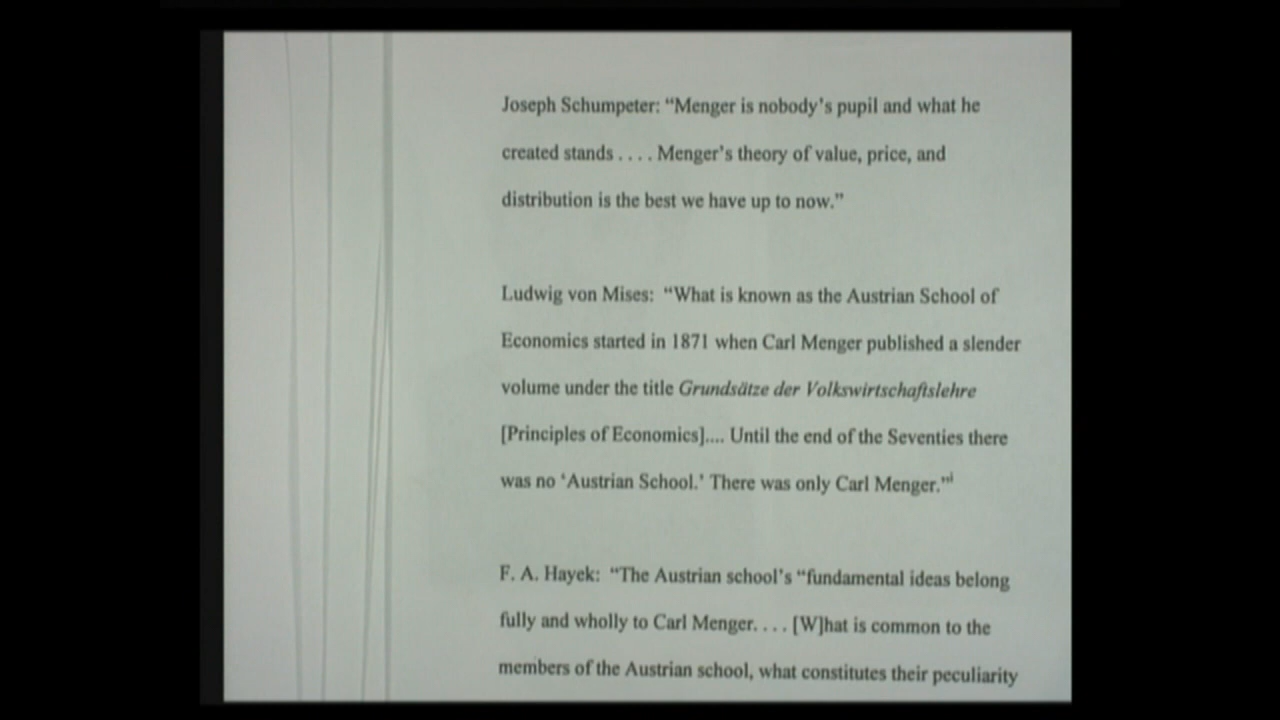 Joseph Schumpeter: “Menger is nobody’s pupil and what he
created stands . . . . Menger’s theory of value, price, and
distribution is the best we have up to now.”
Ludwig von Mises: “What is known as the Austrian School of
Economics started in 1871 when Carl Menger published a slender
volume under the title Grundsätze der Volkswirtschaftslehre
[Principles of Economics].... Until the end of the Seventies there
was no ‘Austrian School.’ There was only Carl Menger.”i
F. A. Hayek: “The Austrian school’s “fundamental ideas belong
fully and wholly to Carl Menger. . . . [W]hat is common to the
members of the Austrian school, what constitutes their peculiarity